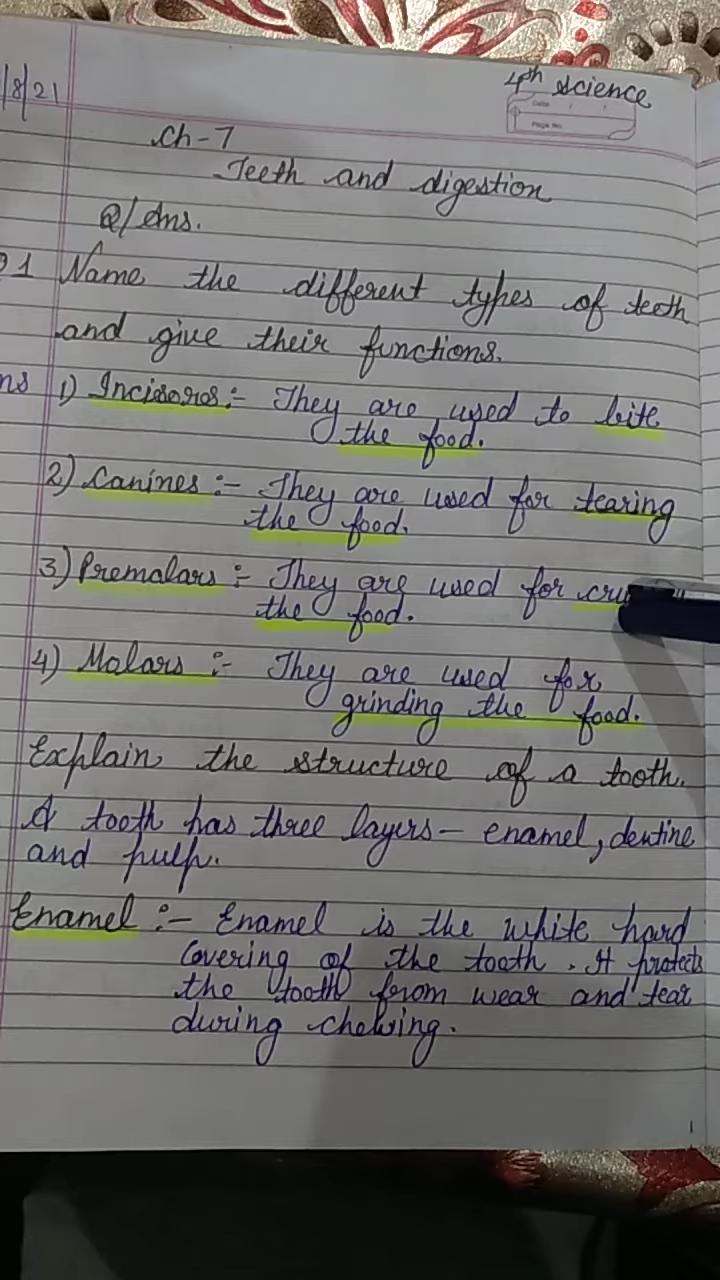 /8/21
4th science
Date
Page No.
Ch-7
Teeth and digestion
Q/Ans.
1 Name the different types of teeth
and give their functions.
ns 1) Incisors:- They are used to bite
the food.
2) Canines :- They are used for tearing
the food.
3) Premolars :- They are used for
the food.
4) Molars :- They are used for
grinding the food.
Explain the structure of a tooth.
A tooth has three layers- enamel, dentine
and pulp.
Enamel :- Enamel is the white hard
covering of the tooth. It protects
the tooth from wear and tear
during chewing.